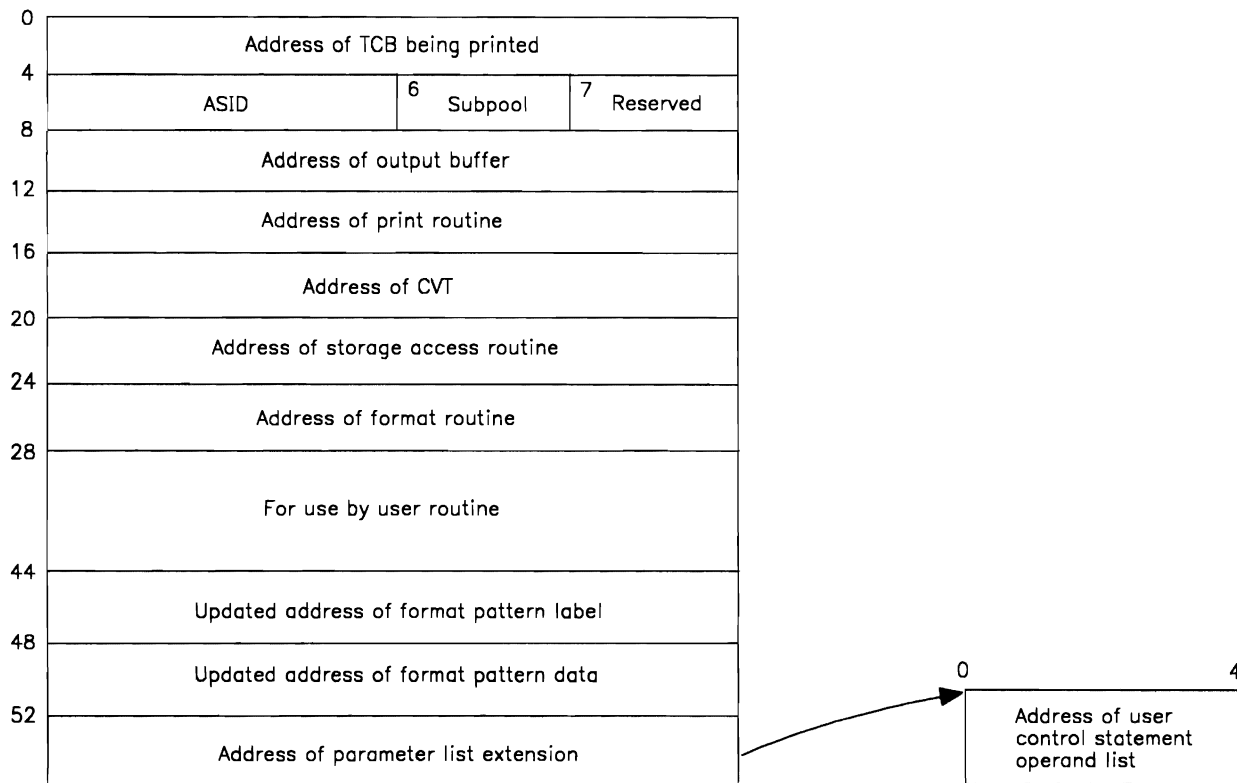 0
Address of TCB being printed
4
ASID
6
Subpool
7
Reserved
8
Address of output buffer
12
Address of print routine
16
Address of CVT
20
Address of storage access routine
24
Address of format routine
28
For use by user routine
44
Updated address of format pattern label
48
Updated address of format pattern data
52
Address of parameter list extension
0
4
Address of user
control statement
operand list